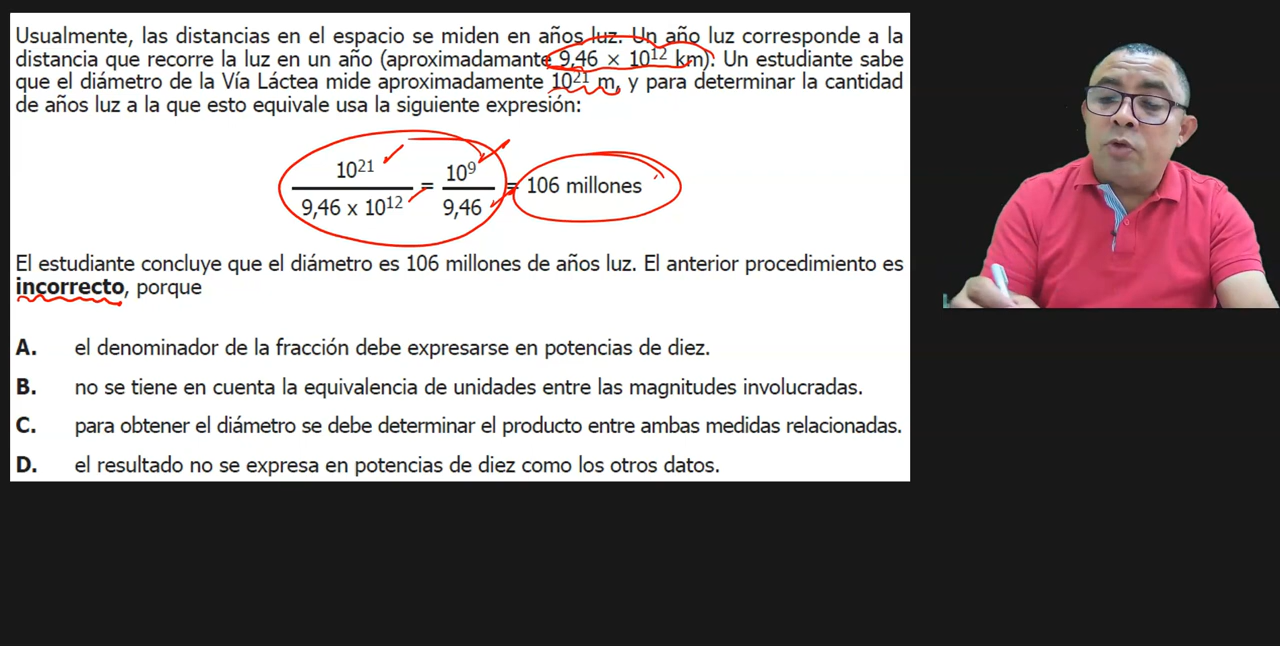 Usualmente, las distancias en el espacio se miden en años luz. Un año luz corresponde a la
distancia que recorre la luz en un año (aproximadamante 9,46 × 10¹² km). Un estudiante sabe
que el diámetro de la Vía Láctea mide aproximadamente 10²¹ m, y para determinar la cantidad
de años luz a la que esto equivale usa la siguiente expresión:
10²¹ / 9,46 x 10¹² = 10⁹ / 9,46 = 106 millones
El estudiante concluye que el diámetro es 106 millones de años luz. El anterior procedimiento es
incorrecto, porque
A. el denominador de la fracción debe expresarse en potencias de diez.
B. no se tiene en cuenta la equivalencia de unidades entre las magnitudes involucradas.
C. para obtener el diámetro se debe determinar el producto entre ambas medidas relacionadas.
D. el resultado no se expresa en potencias de diez como los otros datos.